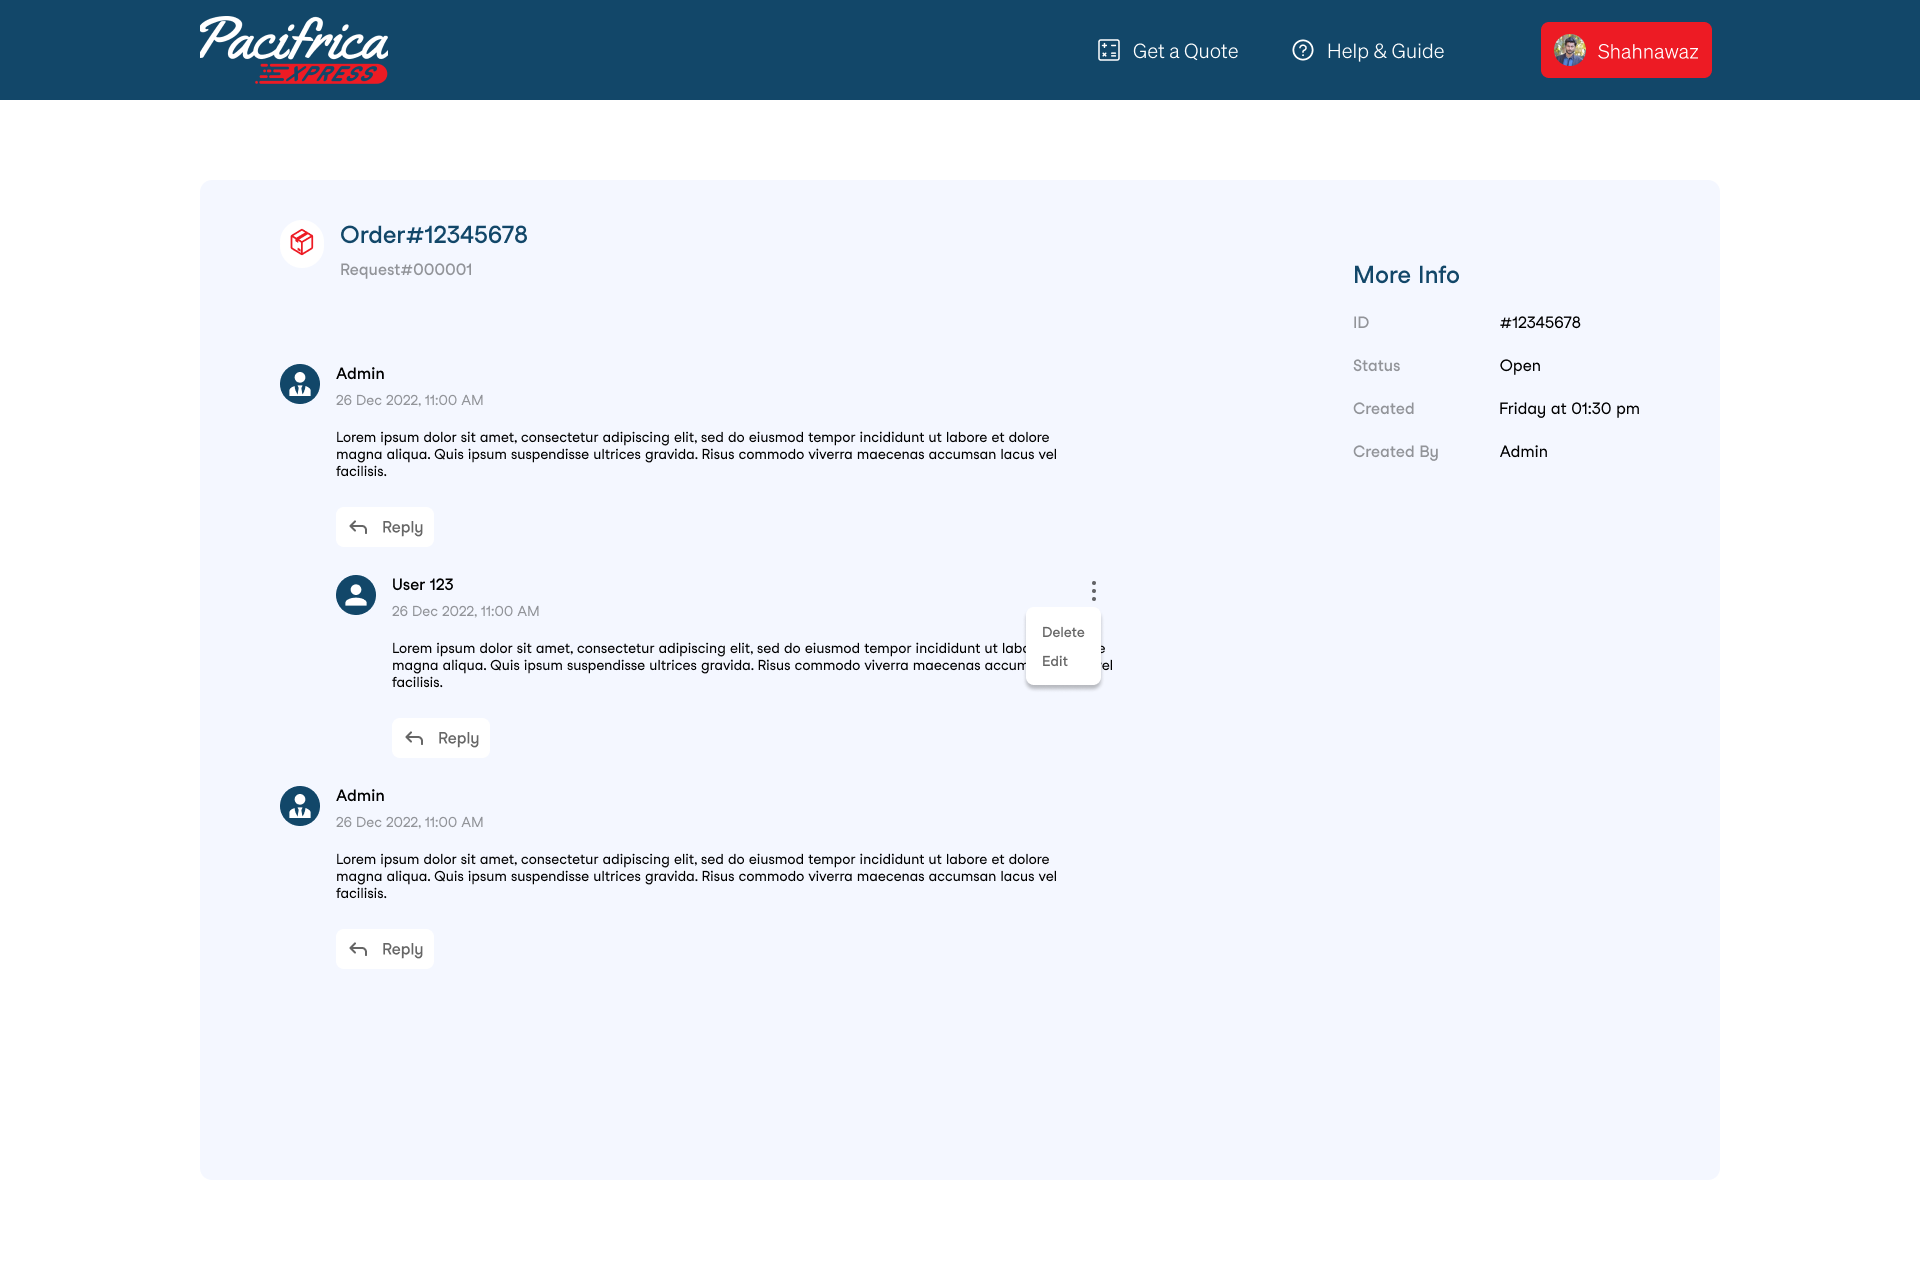 Pacifrica
XPRESS
Get a Quote
Help & Guide
Shahnawaz
Order#12345678
Request#000001
More Info
ID #12345678
Status Open
Created Friday at 01:30 pm
Created By Admin
Admin
26 Dec 2022, 11:00 AM
Lorem ipsum dolor sit amet, consectetur adipiscing elit, sed do eiusmod tempor incididunt ut labore et dolore
magna aliqua. Quis ipsum suspendisse ultrices gravida. Risus commodo viverra maecenas accumsan lacus vel
facilisis.
Reply
User 123
26 Dec 2022, 11:00 AM
Lorem ipsum dolor sit amet, consectetur adipiscing elit, sed do eiusmod tempor incididunt ut
magna aliqua. Quis ipsum suspendisse ultrices gravida. Risus commodo viverra maecenas
facilisis.
Delete
Edit
Reply
Admin
26 Dec 2022, 11:00 AM
Lorem ipsum dolor sit amet, consectetur adipiscing elit, sed do eiusmod tempor incididunt ut labore et dolore
magna aliqua. Quis ipsum suspendisse ultrices gravida. Risus commodo viverra maecenas accumsan lacus vel
facilisis.
Reply